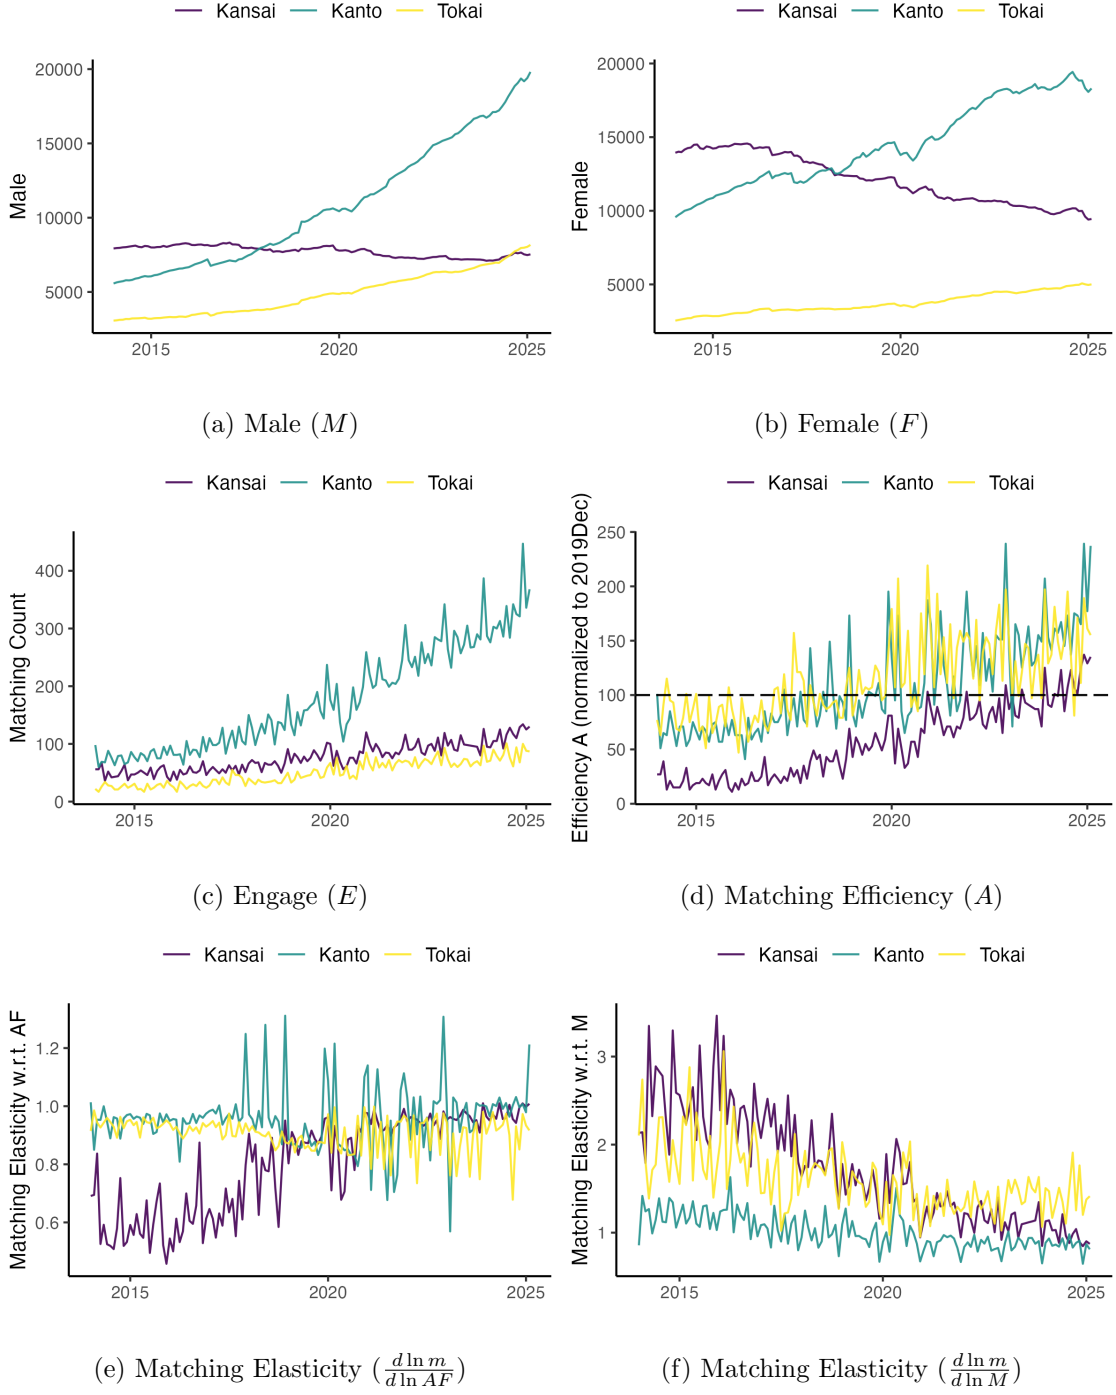 Kansai Kanto Tokai
Male
20000
15000
10000
5000
2015 2020 2025
(a) Male (M)
Kansai Kanto Tokai
Female
20000
15000
10000
5000
2015 2020 2025
(b) Female (F)
Kansai Kanto Tokai
Matching Count
400
300
200
100
0
2015 2020 2025
(c) Engage (E)
Kansai Kanto Tokai
Efficiency A (normalized to 2019Dec)
250
200
150
100
50
0
2015 2020 2025
(d) Matching Efficiency (A)
Kansai Kanto Tokai
Matching Elasticity w.r.t. AF
1.2
1.0
0.8
0.6
2015 2020 2025
(e) Matching Elasticity (d ln m / d ln AF)
Kansai Kanto Tokai
Matching Elasticity w.r.t. M
3
2
1
2015 2020 2025
(f) Matching Elasticity (d ln m / d ln M)